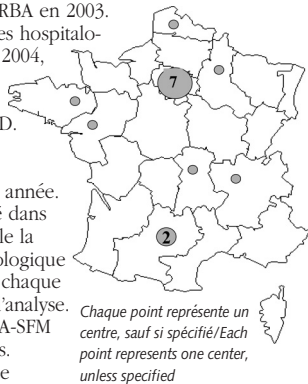 RBA en 2003.
es hospitalo-
2004,
D.
année.
dans
le la
ologique
chaque
l'analyse.
A-SFM
s.
e
7
2
Chaque point représente un
centre, sauf si spécifié/Each
point represents one center,
unless specified